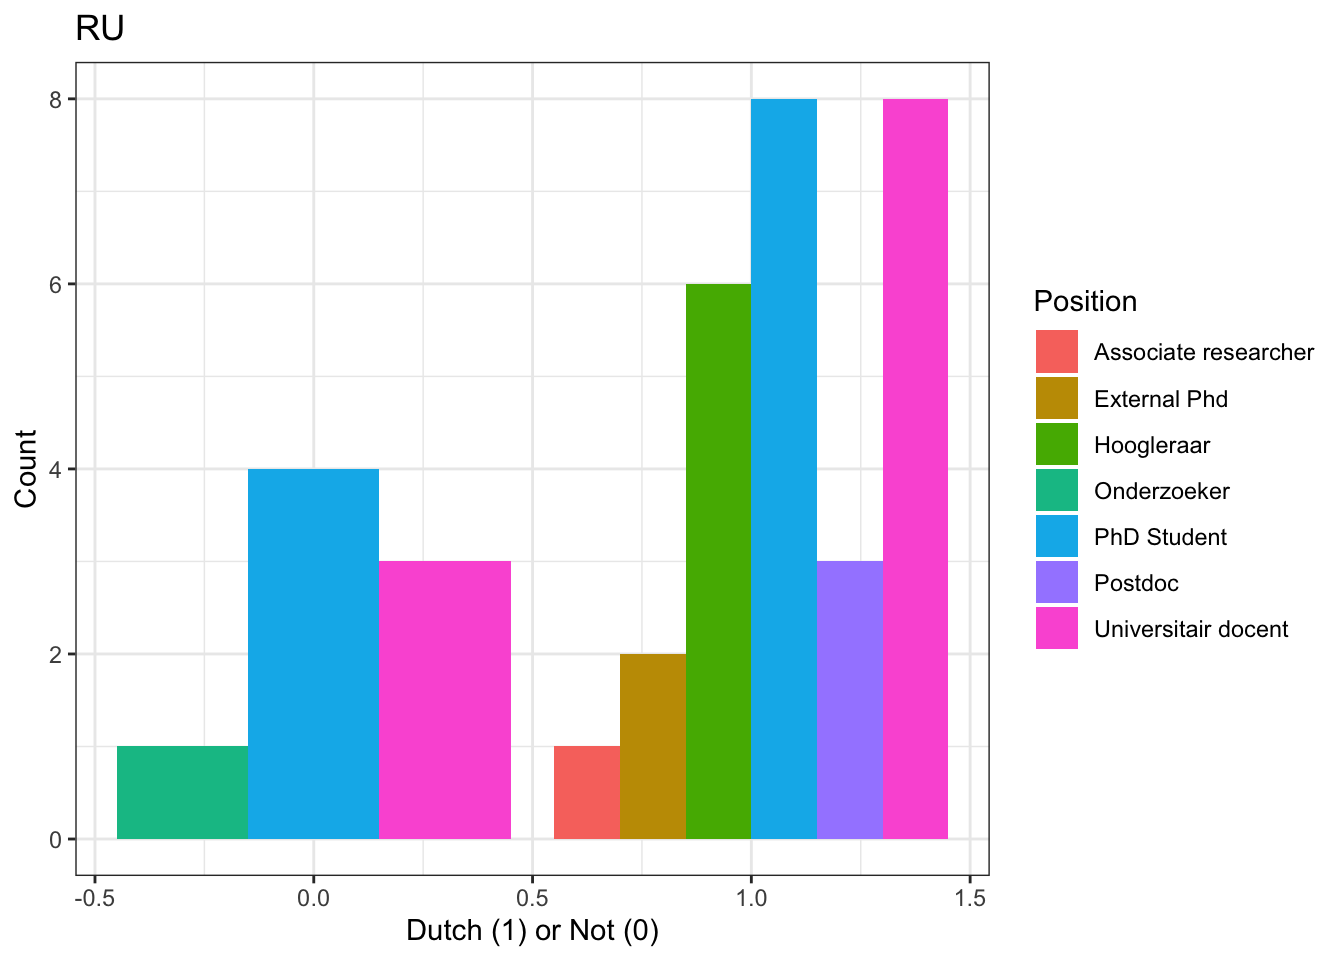 RU
8
6
4
2
0
Count
-0.5
0.0
0.5
1.0
1.5
Dutch (1) or Not (0)
Position
Associate researcher
External Phd
Hoogleraar
Onderzoeker
PhD Student
Postdoc
Universitair docent